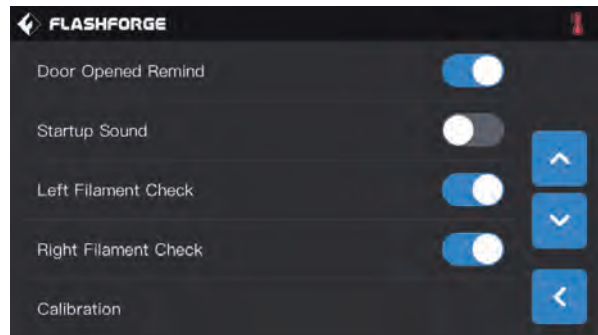 FLASHFORGE
Door Opened Remind
Startup Sound
Left Filament Check
Right Filament Check
Calibration